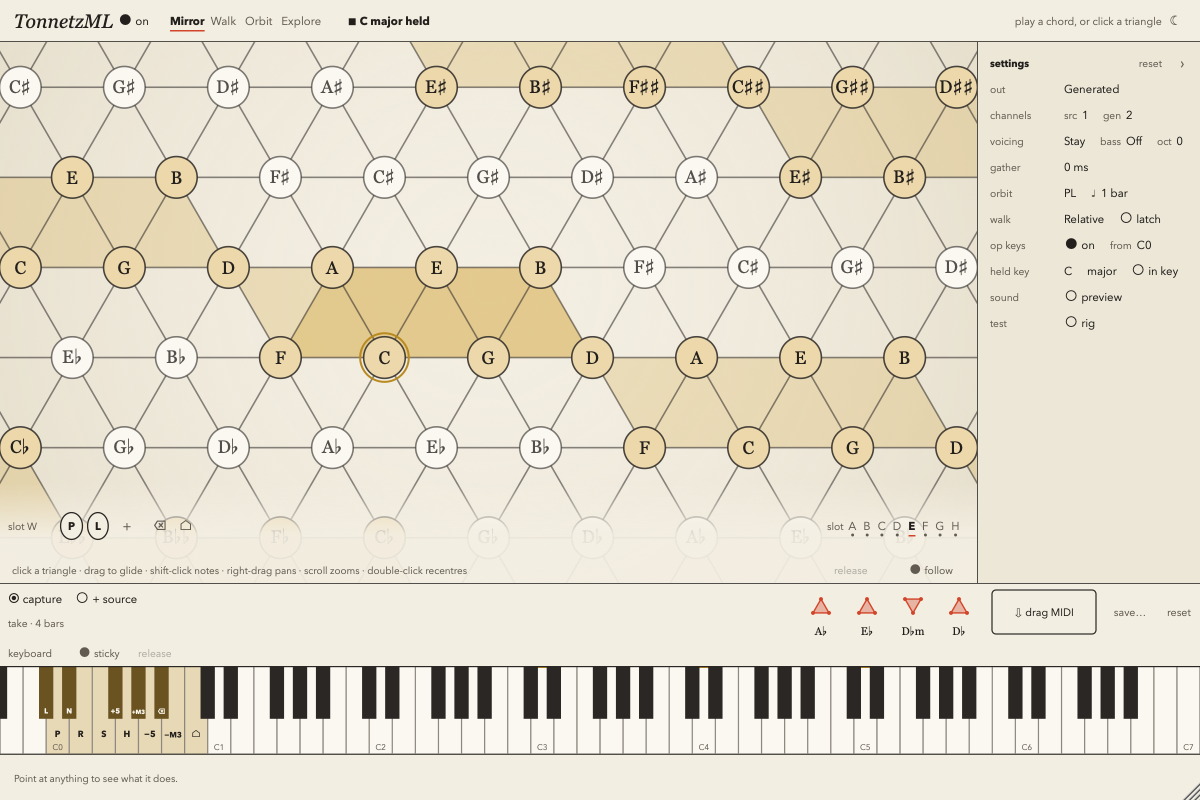 TonnetzML on Mirror Walk Orbit Explore C major held play a chord, or click a triangle
C♯ G♯ D♯ A♯ E♯ B♯ F♯♯ C♯♯ G♯♯ D♯♯
E B F♯ C♯ G♯ D♯ A♯ E♯ B♯
C G D A E B F♯ C♯ G♯ D♯
E♭ B♭ F C G D A E B
C♭ G♭ D♭ A♭ E♭ B♭ F C G D
B♭♭ F♭ C♭ G♭ D♭ A♭ E♭
slot W P L +
slot A B C D E F G H
click a triangle · drag to glide · shift-click notes · right-drag pans · scroll zooms · double-click recentres
release follow
settings reset ›
out Generated
channels src 1 gen 2
voicing Stay bass Off oct 0
gather 0 ms
orbit PL ♩ 1 bar
walk Relative latch
op keys on from C0
held key C major in key
sound preview
test rig
capture + source
take · 4 bars
A♭ E♭ D♭m D♭
⇩ drag MIDI save... reset
keyboard sticky release
L N +5 +M3 ⌫
P R S H −5 −M3
C0 C1 C2 C3 C4 C5 C6 C7
Point at anything to see what it does.